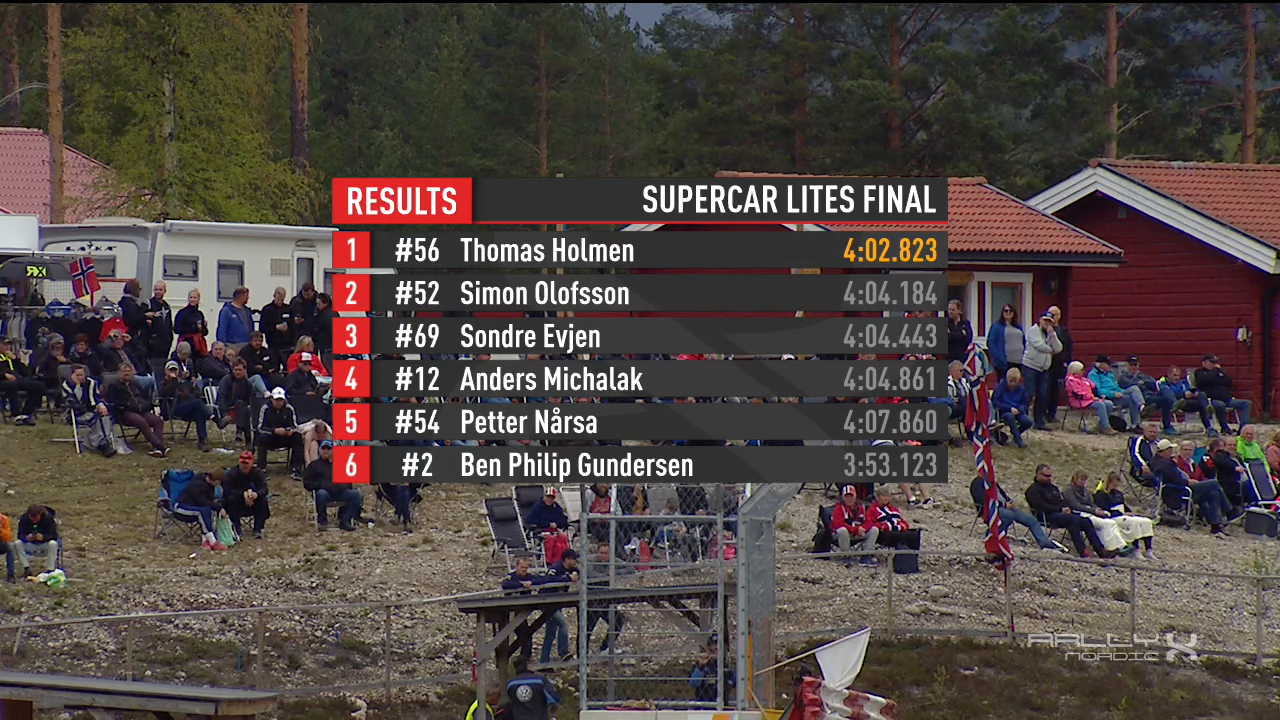 RESULTS SUPERCAR LITES FINAL
1 #56 Thomas Holmen 4:02.823
2 #52 Simon Olofsson 4:04.184
3 #69 Sondre Evjen 4:04.443
4 #12 Anders Michalak 4:04.861
5 #54 Petter Nårsa 4:07.860
6 #2 Ben Philip Gundersen 3:53.123
RX
RALLY X
NORDIC